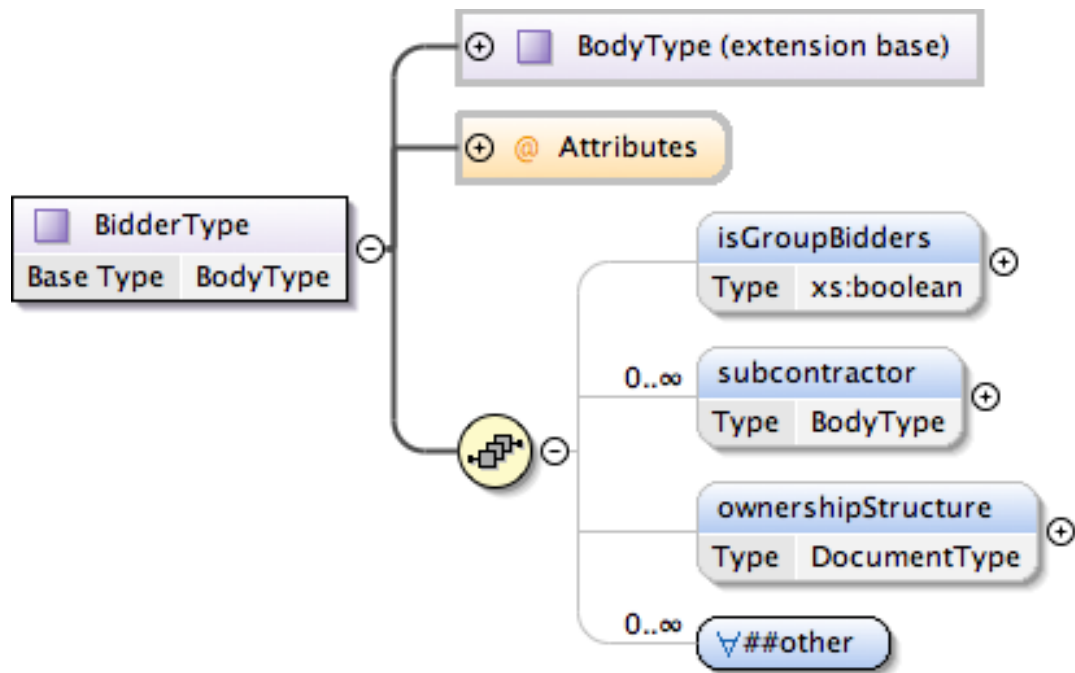 BodyType (extension base)
@ Attributes
BidderType
Base Type BodyType
isGroupBidders
Type xs:boolean
0..∞
subcontractor
Type BodyType
ownershipStructure
Type DocumentType
0..∞
∀##other